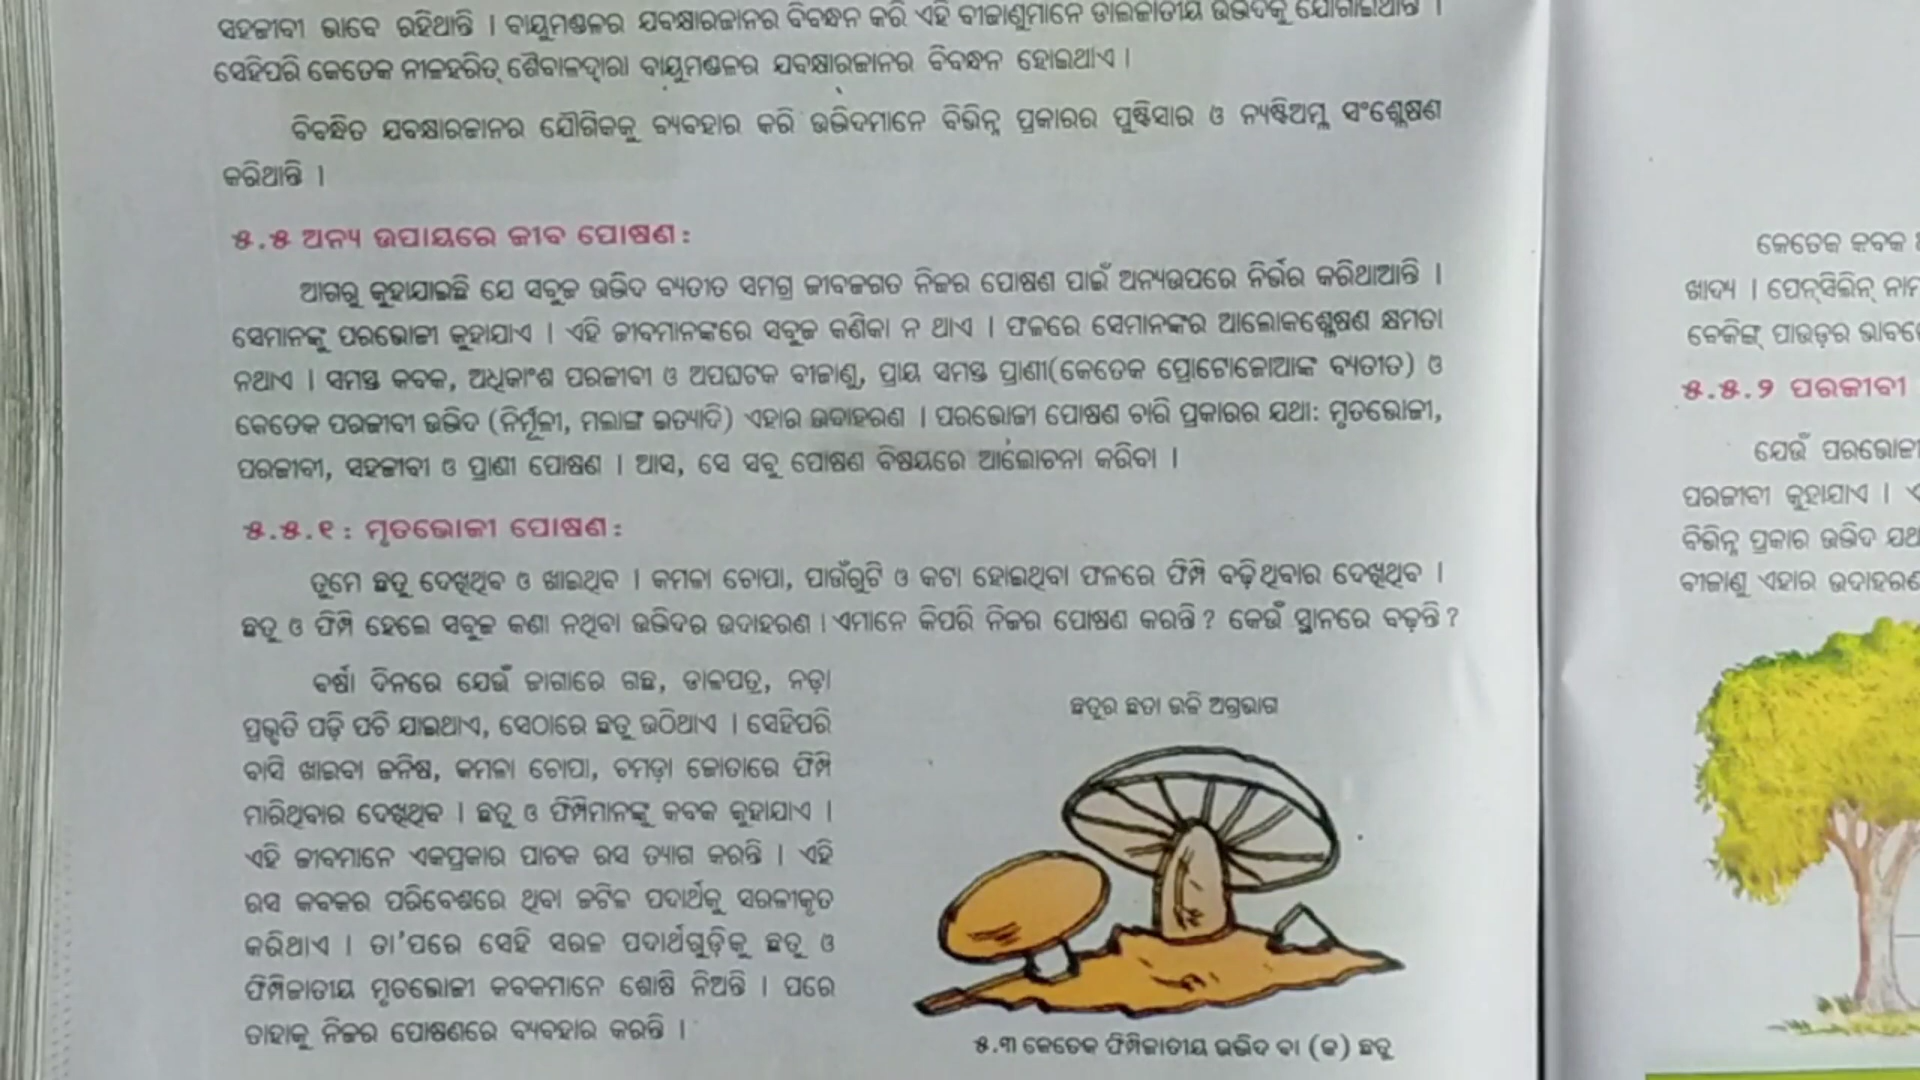 ସହଜୀବୀ ଭାବେ ରହିଥାନ୍ତି । ବାୟୁମଣ୍ଡଳର ଯବକ୍ଷାରଜାନର ବିବନ୍ଧନ କରି ଏହି ବୀଜାଣୁମାନେ ଡାଲଜାତୀୟ ଉଦ୍ଭିଦକୁ ଯୋଗାଇଥାନ୍ତି ।
ସେହିପରି କେତେକ ନୀଳହରିତ୍ ଶୈବାଳଦ୍ୱାରା ବାୟୁମଣ୍ଡଳର ଯବକ୍ଷାରଜାନର ବିବନ୍ଧନ ହୋଇଥାଏ ।
ବିବନ୍ଧିତ ଯବକ୍ଷାରଜାନର ଯୌଗିକକୁ ବ୍ୟବହାର କରି ଉଦ୍ଭିଦମାନେ ବିଭିନ୍ନ ପ୍ରକାରର ପୁଷ୍ଟିସାର ଓ ନ୍ୟଷ୍ଟିଅମ୍ଳ ସଂଶ୍ଳେଷଣ
କରିଥାନ୍ତି ।
୫.୫ ଅନ୍ୟ ଉପାୟରେ ଜୀବ ପୋଷଣ :
ଆଗରୁ କୁହାଯାଇଛି ଯେ ସବୁଜ ଉଦ୍ଭିଦ ବ୍ୟତୀତ ସମଗ୍ର ଜୀବଜଗତ ନିଜର ପୋଷଣ ପାଇଁ ଅନ୍ୟଉପରେ ନିର୍ଭର କରିଥାଆନ୍ତି ।
ସେମାନଙ୍କୁ ପରଭୋଜୀ କୁହାଯାଏ । ଏହି ଜୀବମାନଙ୍କରେ ସବୁଜ କଣିକା ନ ଥାଏ । ଫଳରେ ସେମାନଙ୍କର ଆଲୋକଶ୍ଳେଷଣ କ୍ଷମତା
ନଥାଏ । ସମସ୍ତ କବକ, ଅଧିକାଂଶ ପରଜୀବୀ ଓ ଅପଘଟକ ବୀଜାଣୁ, ପ୍ରାୟ ସମସ୍ତ ପ୍ରାଣୀ(କେତେକ ପ୍ରୋଟୋଜୋଆଙ୍କ ବ୍ୟତୀତ) ଓ
କେତେକ ପରଜୀବୀ ଉଦ୍ଭିଦ (ନିର୍ମୂଳୀ, ମଲାଙ୍ଗ ଇତ୍ୟାଦି) ଏହାର ଉଦାହରଣ । ପରଭୋଜୀ ପୋଷଣ ଚାରି ପ୍ରକାରର ଯଥା: ମୃତଭୋଜୀ,
ପରଜୀବୀ, ସହଜୀବୀ ଓ ପ୍ରାଣୀ ପୋଷଣ । ଆସ, ସେ ସବୁ ପୋଷଣ ବିଷୟରେ ଆଲୋଚନା କରିବା ।
୫.୫.୧ : ମୃତଭୋଜୀ ପୋଷଣ :
ତୁମେ ଛତୁ ଦେଖିଥିବ ଓ ଖାଇଥିବ । କମଳା ଚୋପା, ପାଉଁରୁଟି ଓ କଟା ହୋଇଥିବା ଫଳରେ ଫିମ୍ପି ବଢ଼ିଥିବାର ଦେଖିଥିବ ।
ଛତୁ ଓ ଫିମ୍ପି ହେଲେ ସବୁଜ କଣା ନଥିବା ଉଦ୍ଭିଦର ଉଦାହରଣ । ଏମାନେ କିପରି ନିଜର ପୋଷଣ କରନ୍ତି ? କେଉଁ ସ୍ଥାନରେ ବଢ଼ନ୍ତି ?
ବର୍ଷା ଦିନରେ ଯେଉଁ ଜାଗାରେ ଗଛ, ଡାଳପତ୍ର, ନଡ଼ା
ପ୍ରଭୃତି ପଡ଼ି ପଚି ଯାଇଥାଏ, ସେଠାରେ ଛତୁ ଉଠିଥାଏ । ସେହିପରି
ବାସି ଖାଇବା ଜିନିଷ, କମଳା ଚୋପା, ଚମଡ଼ା ଜୋତାରେ ଫିମ୍ପି
ମାରିଥିବାର ଦେଖିଥିବ । ଛତୁ ଓ ଫିମ୍ପିମାନଙ୍କୁ କବକ କୁହାଯାଏ ।
ଏହି ଜୀବମାନେ ଏକପ୍ରକାର ପାଚକ ରସ ତ୍ୟାଗ କରନ୍ତି । ଏହି
ରସ କବକର ପରିବେଶରେ ଥିବା ଜଟିଳ ପଦାର୍ଥକୁ ସରଳୀକୃତ
କରିଥାଏ । ତା'ପରେ ସେହି ସରଳ ପଦାର୍ଥଗୁଡ଼ିକୁ ଛତୁ ଓ
ଫିମ୍ପିଜାତୀୟ ମୃତଭୋଜୀ କବକମାନେ ଶୋଷି ନିଅନ୍ତି । ପରେ
ତାହାକୁ ନିଜର ପୋଷଣରେ ବ୍ୟବହାର କରନ୍ତି ।
ଛତୁର ଛତା ଭଳି ଅଗ୍ରଭାଗ
୫.୩ କେତେକ ଫିମ୍ପିଜାତୀୟ ଉଦ୍ଭିଦ ବା (କ) ଛତୁ
କେତେକ କବକ
ଖାଦ୍ୟ । ପେନ୍‌ସିଲିନ୍
ବେକିଙ୍ଗ୍ ପାଉଡ଼ର
୫.୫.୨ ପରଜୀବୀ
ଯେଉଁ ପରଭୋଜୀ
ପରଜୀବୀ କୁହାଯାଏ ।
ବିଭିନ୍ନ ପ୍ରକାର ଉଦ୍ଭିଦ
ବୀଜାଣୁ ଏହାର ଉଦାହରଣ